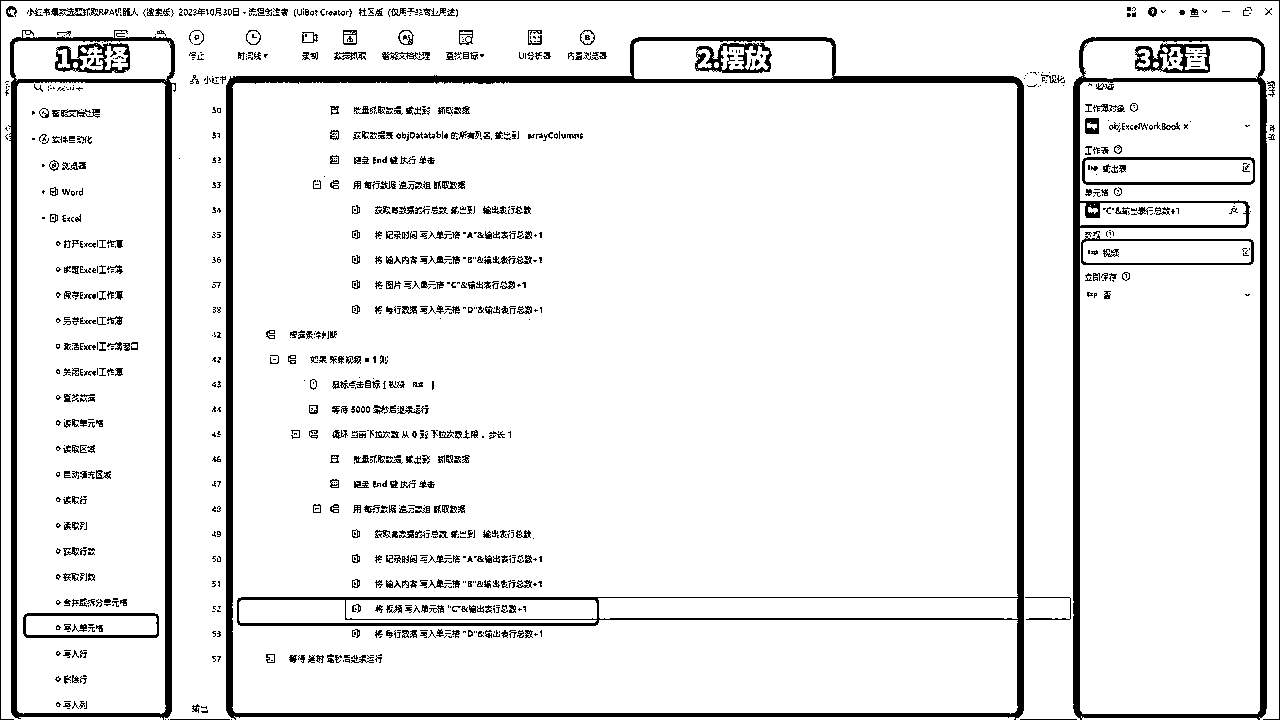 小红书爆款选题抓取RPA机器人（搜索版）2023年10月30日 - 流程创造者（UiBot Creator） 社区版（仅用于非商业用途）
停止
时间线
录制
数据抓取
智能文档处理
查找目标
UI分析器
内置浏览器
1.选择
2.摆放
3.设置
小红书
可视化
智能文档处理
软件自动化
浏览器
Word
Excel
打开Excel工作簿
绑定Excel工作簿
保存Excel工作簿
另存Excel工作簿
激活Excel工作簿窗口
关闭Excel工作簿
查找数据
读取单元格
读取区域
自动填充区域
读取行
读取列
获取行数
获取列数
合并或拆分单元格
写入单元格
写入行
删除行
写入列
30 批量抓取数据, 输出到 抓取数据
31 获取数据表 objDatatable 的所有列名, 输出到 arrayColumns
32 键盘 End 键 执行 单击
33 用 每行数据 遍历数组 抓取数据
34 获取有数据的行总数, 输出到 输出表行总数
35 将 记录时间 写入单元格 "A"&输出表行总数+1
36 将 输入内容 写入单元格 "B"&输出表行总数+1
37 将 图片 写入单元格 "C"&输出表行总数+1
38 将 每行数据 写入单元格 "D"&输出表行总数+1
42 根据条件判断
42 如果 采集视频 = 1 则
43 鼠标点击目标 [ 视频 ]
44 等待 5000 毫秒后继续运行
45 循环 当前下拉次数 从 0 到 下拉次数上限 , 步长 1
46 批量抓取数据, 输出到 抓取数据
47 键盘 End 键 执行 单击
48 用 每行数据 遍历数组 抓取数据
49 获取有数据的行总数, 输出到 输出表行总数
50 将 记录时间 写入单元格 "A"&输出表行总数+1
51 将 输入内容 写入单元格 "B"&输出表行总数+1
52 将 视频 写入单元格 "C"&输出表行总数+1
53 将 每行数据 写入单元格 "D"&输出表行总数+1
57 等待 延时 毫秒后继续运行
输出
必选
工作簿对象
objExcelWorkBook ×
工作表
Exp 输出表
单元格
"C"&输出表行总数+1
数据
Exp 视频
立即保存
Exp 否